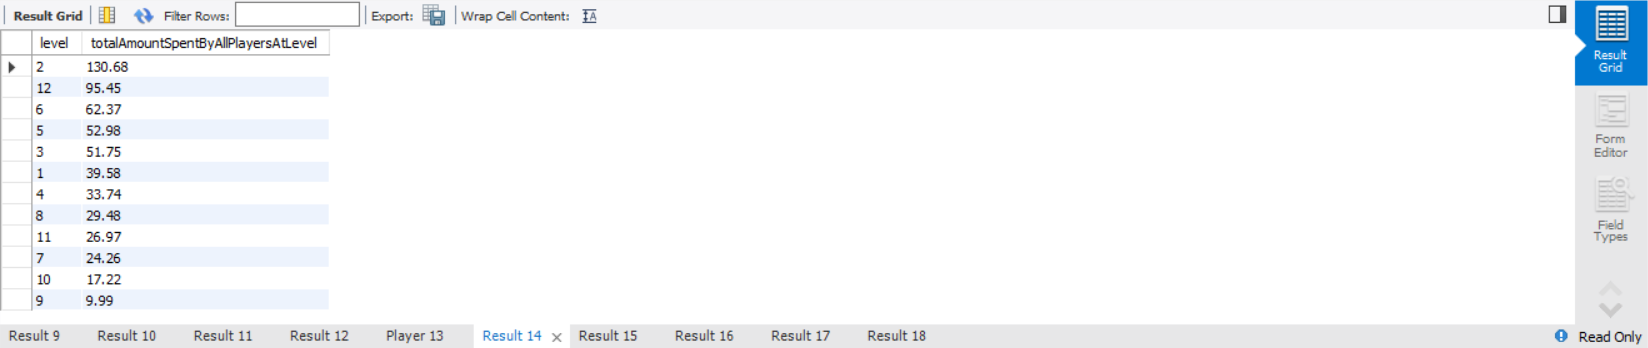 Result Grid Filter Rows: Export: Wrap Cell Content: IA
level totalAmountSpentByAllPlayersAtLevel
2 130.68
12 95.45
6 62.37
5 52.98
3 51.75
1 39.58
4 33.74
8 29.48
11 26.97
7 24.26
10 17.22
9 9.99
Result
Grid
Form
Editor
Field
Types
Result 9 Result 10 Result 11 Result 12 Player 13 Result 14 Result 15 Result 16 Result 17 Result 18 Read Only